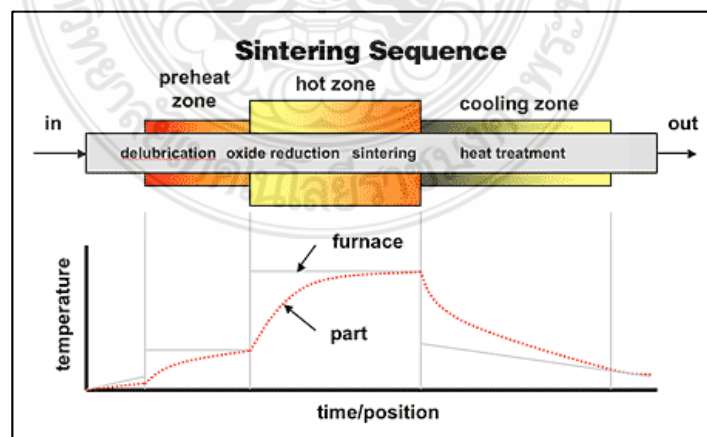 Sintering Sequence
preheat
zone
hot zone
cooling zone
in
out
delubrication
oxide reduction
sintering
heat treatment
furnace
part
temperature
time/position